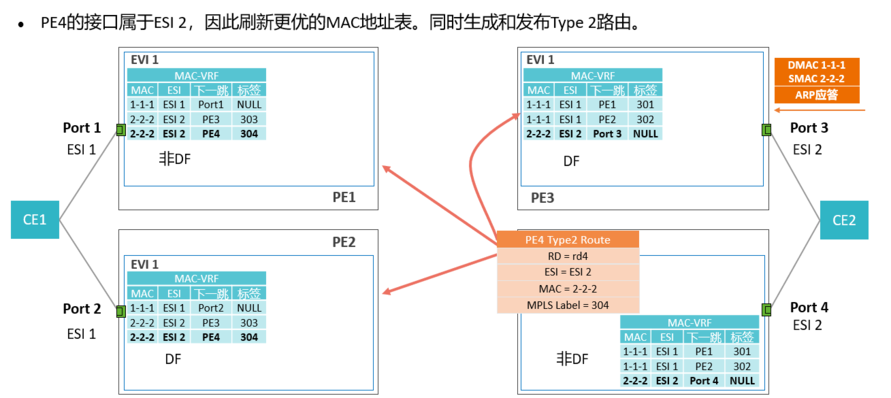 • PE4的接口属于ESI 2，因此刷新更优的MAC地址表。同时生成和发布Type 2路由。
EVI 1
MAC-VRF
MAC ESI 下一跳 标签
1-1-1 ESI 1 Port1 NULL
2-2-2 ESI 2 PE3 303
2-2-2 ESI 2 PE4 304
非DF
PE1
Port 1
ESI 1
CE1
PE2
EVI 1
MAC-VRF
MAC ESI 下一跳 标签
1-1-1 ESI 1 Port2 NULL
2-2-2 ESI 2 PE3 303
2-2-2 ESI 2 PE4 304
DF
Port 2
ESI 1
EVI 1
MAC-VRF
MAC ESI 下一跳 标签
1-1-1 ESI 1 PE1 301
1-1-1 ESI 1 PE2 302
2-2-2 ESI 2 Port 3 NULL
DF
PE3
DMAC 1-1-1
SMAC 2-2-2
ARP应答
Port 3
ESI 2
CE2
PE4 Type2 Route
RD = rd4
ESI = ESI 2
MAC = 2-2-2
MPLS Label = 304
Port 4
ESI 2
MAC-VRF
MAC ESI 下一跳 标签
1-1-1 ESI 1 PE1 301
1-1-1 ESI 1 PE2 302
2-2-2 ESI 2 Port 4 NULL
非DF